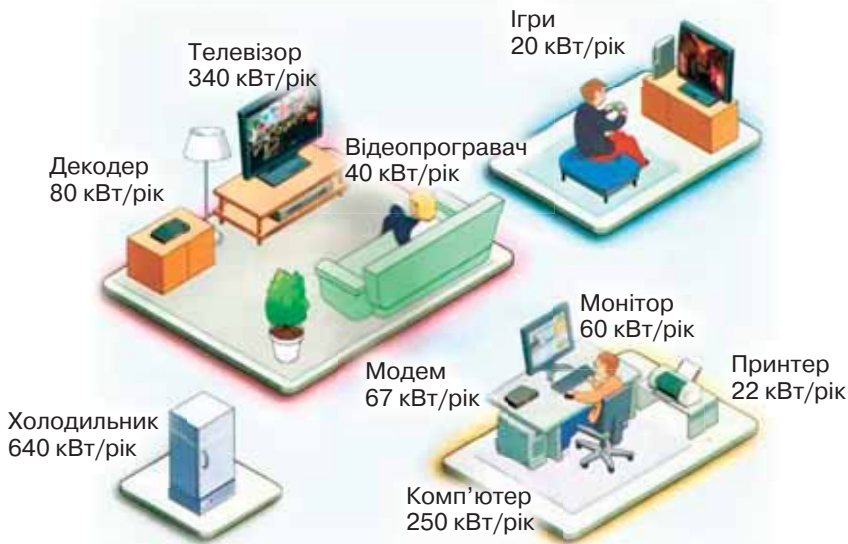 Ігри
20 кВт/рік
Телевізор
340 кВт/рік
Відеопрогравач
40 кВт/рік
Декодер
80 кВт/рік
Монітор
60 кВт/рік
Модем
67 кВт/рік
Принтер
22 кВт/рік
Холодильник
640 кВт/рік
Комп’ютер
250 кВт/рік